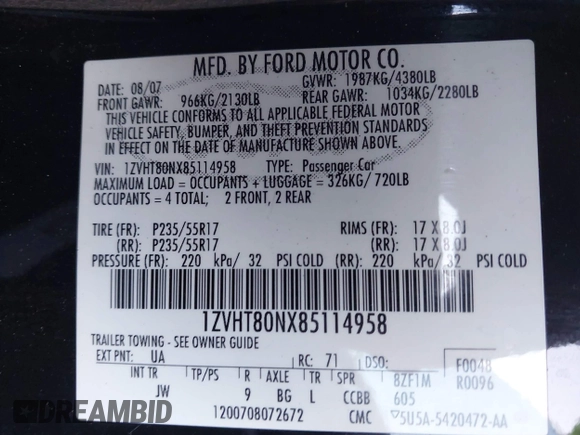 MFD. BY FORD MOTOR CO.
DATE: 08/07 GVWR: 1987KG/4380LB
FRONT GAWR: 966KG/2130LB REAR GAWR: 1034KG/2280LB
THIS VEHICLE CONFORMS TO ALL APPLICABLE FEDERAL MOTOR
VEHICLE SAFETY, BUMPER, AND THEFT PREVENTION STANDARDS
IN EFFECT ON THE DATE OF MANUFACTURE SHOWN ABOVE.
VIN: 1ZVHT80NX85114958 TYPE: Passenger Car
MAXIMUM LOAD = OCCUPANTS + LUGGAGE = 326KG/720LB
OCCUPANTS = 4 TOTAL; 2 FRONT, 2 REAR
TIRE (FR): P235/55R17 RIMS (FR): 17 X 8.0J
(RR): P235/55R17 (RR): 17 X 8.0J
PRESSURE (FR) 220 kPa/ 32 PSI COLD (RR) 220 kPa/ 32 PSI COLD
1ZVHT80NX85114958
TRAILER TOWING - SEE OWNER GUIDE
EXT PNT: UA RC: 71 DSO: F0048
INT TR TP/PS R AXLE TR SPR 8ZF1M R0096
JW 9 BG L CCBB 605
1200708072672 CMC 5U5A-5420472-AA
DREAMBID